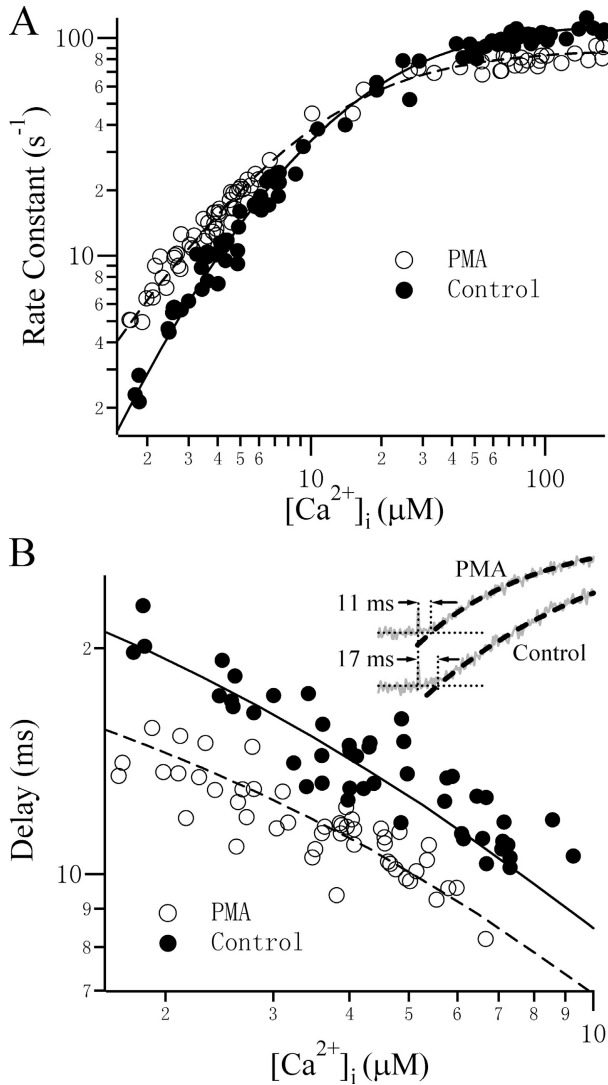 A
100
8
6
4
2
10
8
6
4
2
Rate Constant (s⁻¹)
PMA
Control
2 3 4 5 6 10 2 3 4 5 6 100
[Ca²⁺]ᵢ (μM)
B
PMA
11 ms
17 ms
Control
2
10
9
8
7
Delay (ms)
PMA
Control
2 3 4 5 6 7 8 9 10
[Ca²⁺]ᵢ (μM)